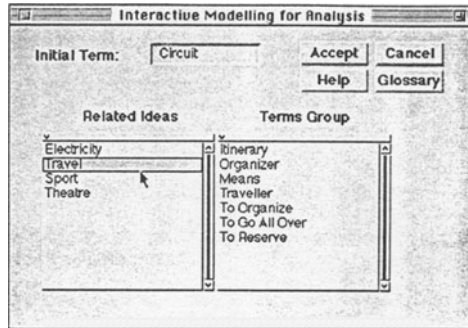 Interactive Modelling for Analysis
Initial Term: Circuit Accept Cancel
Help Glossary
Related Ideas Terms Group
Electricity Itinerary
Travel Organizer
Sport Means
Theatre Traveller
To Organize
To Go All Over
To Reserve